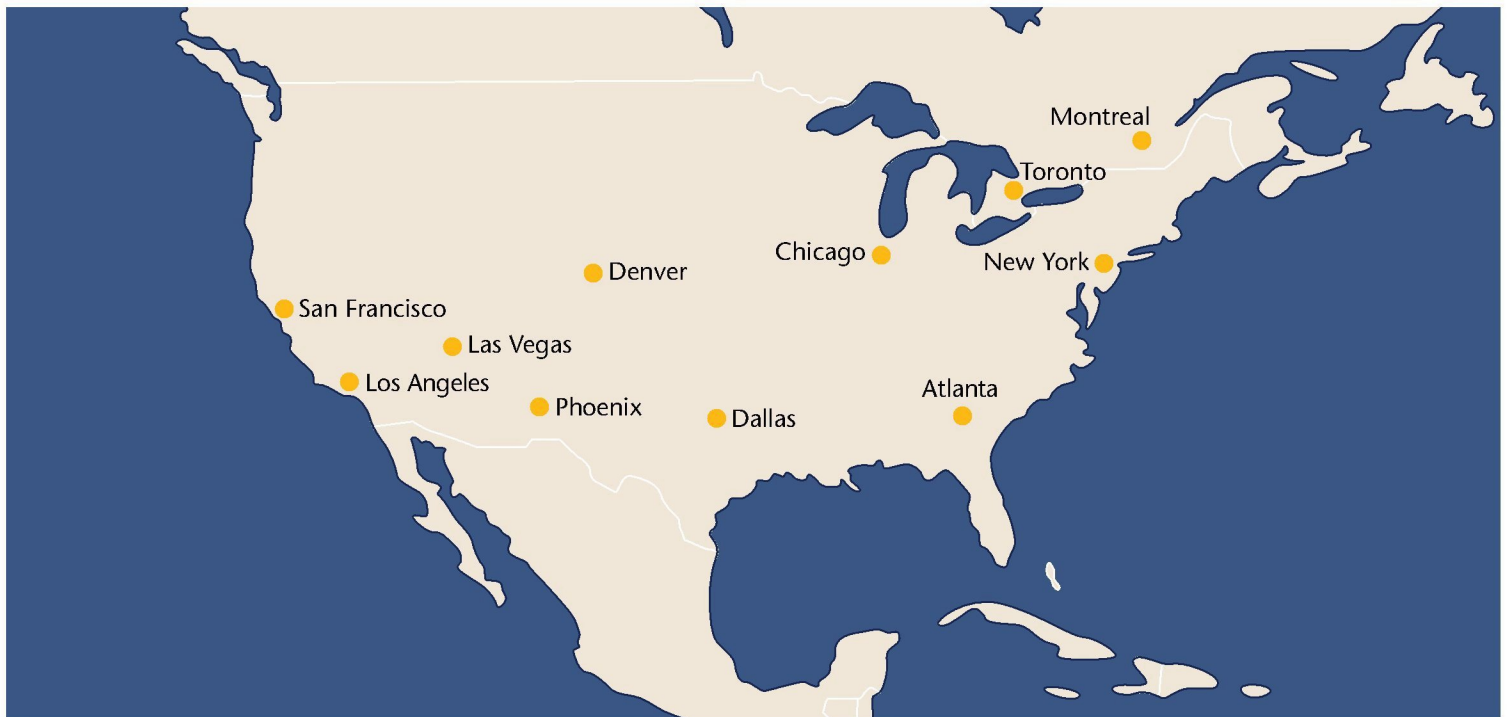 Montreal
Toronto
Chicago
New York
Denver
San Francisco
Las Vegas
Los Angeles
Atlanta
Phoenix
Dallas